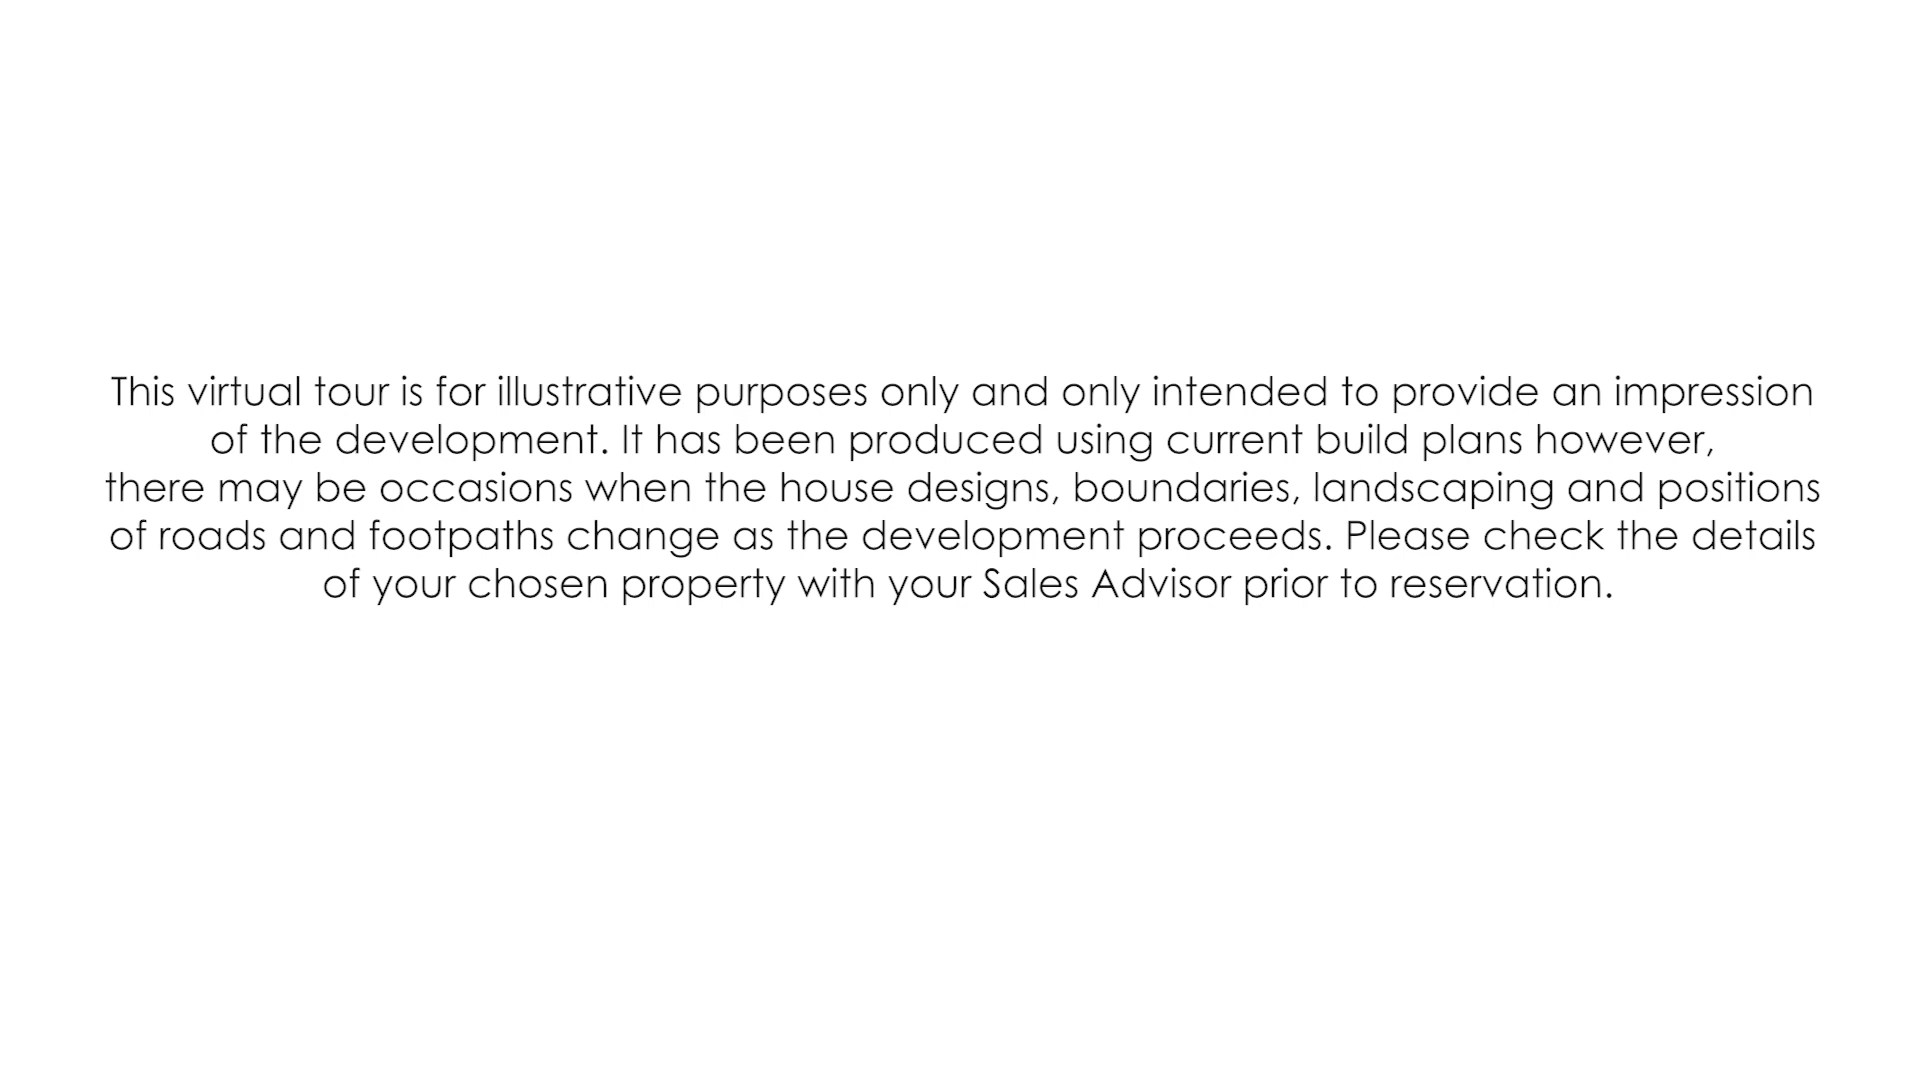 This virtual tour is for illustrative purposes only and only intended to provide an impression
of the development. It has been produced using current build plans however,
there may be occasions when the house designs, boundaries, landscaping and positions
of roads and footpaths change as the development proceeds. Please check the details
of your chosen property with your Sales Advisor prior to reservation.